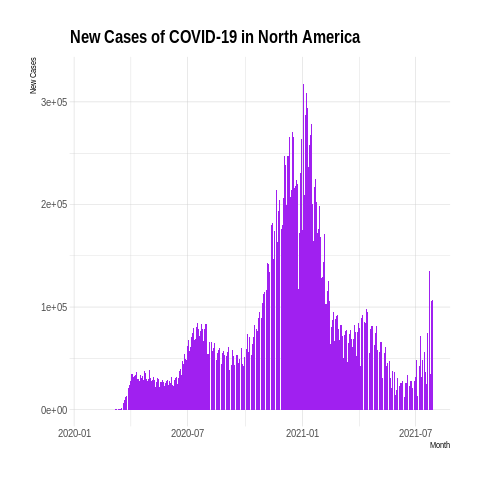 New Cases of COVID-19 in North America
New Cases
3e+05
2e+05
1e+05
0e+00
2020-01
2020-07
2021-01
2021-07
Month